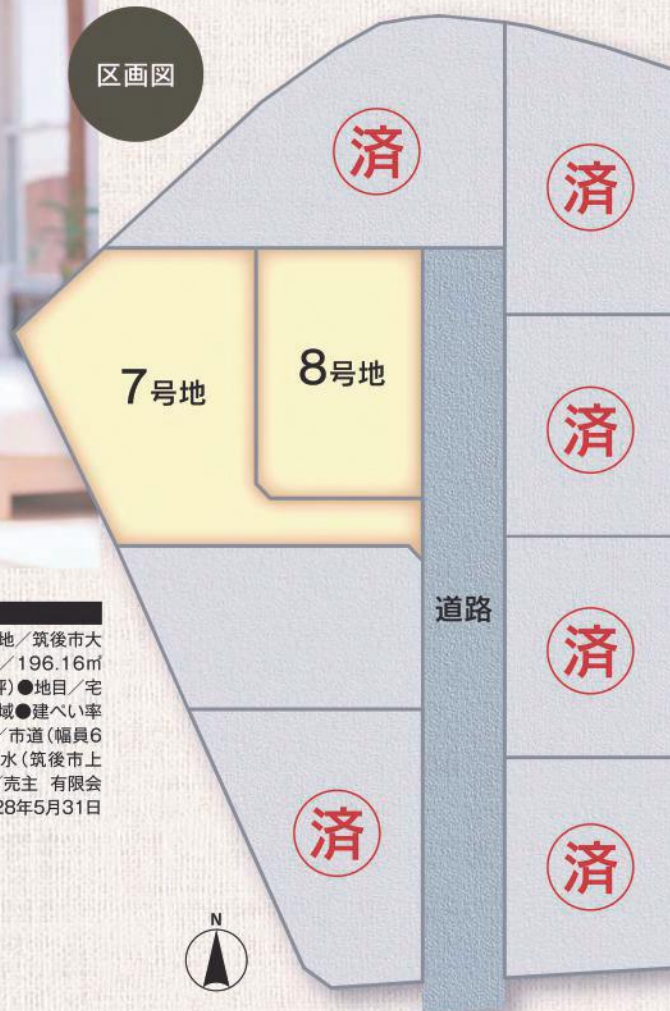 区画図
済
済
7号地
8号地
済
道路
済
済
済
N
地／筑後市大
／196.16㎡
坪)●地目／宅
域●建ぺい率
／市道(幅員6
水(筑後市上
売主 有限会
28年5月31日